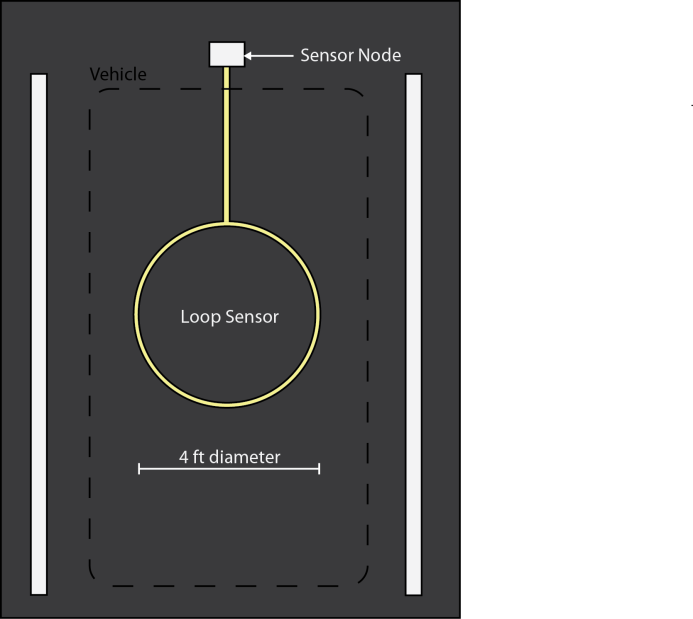 Sensor Node
Vehicle
Loop Sensor
4 ft diameter